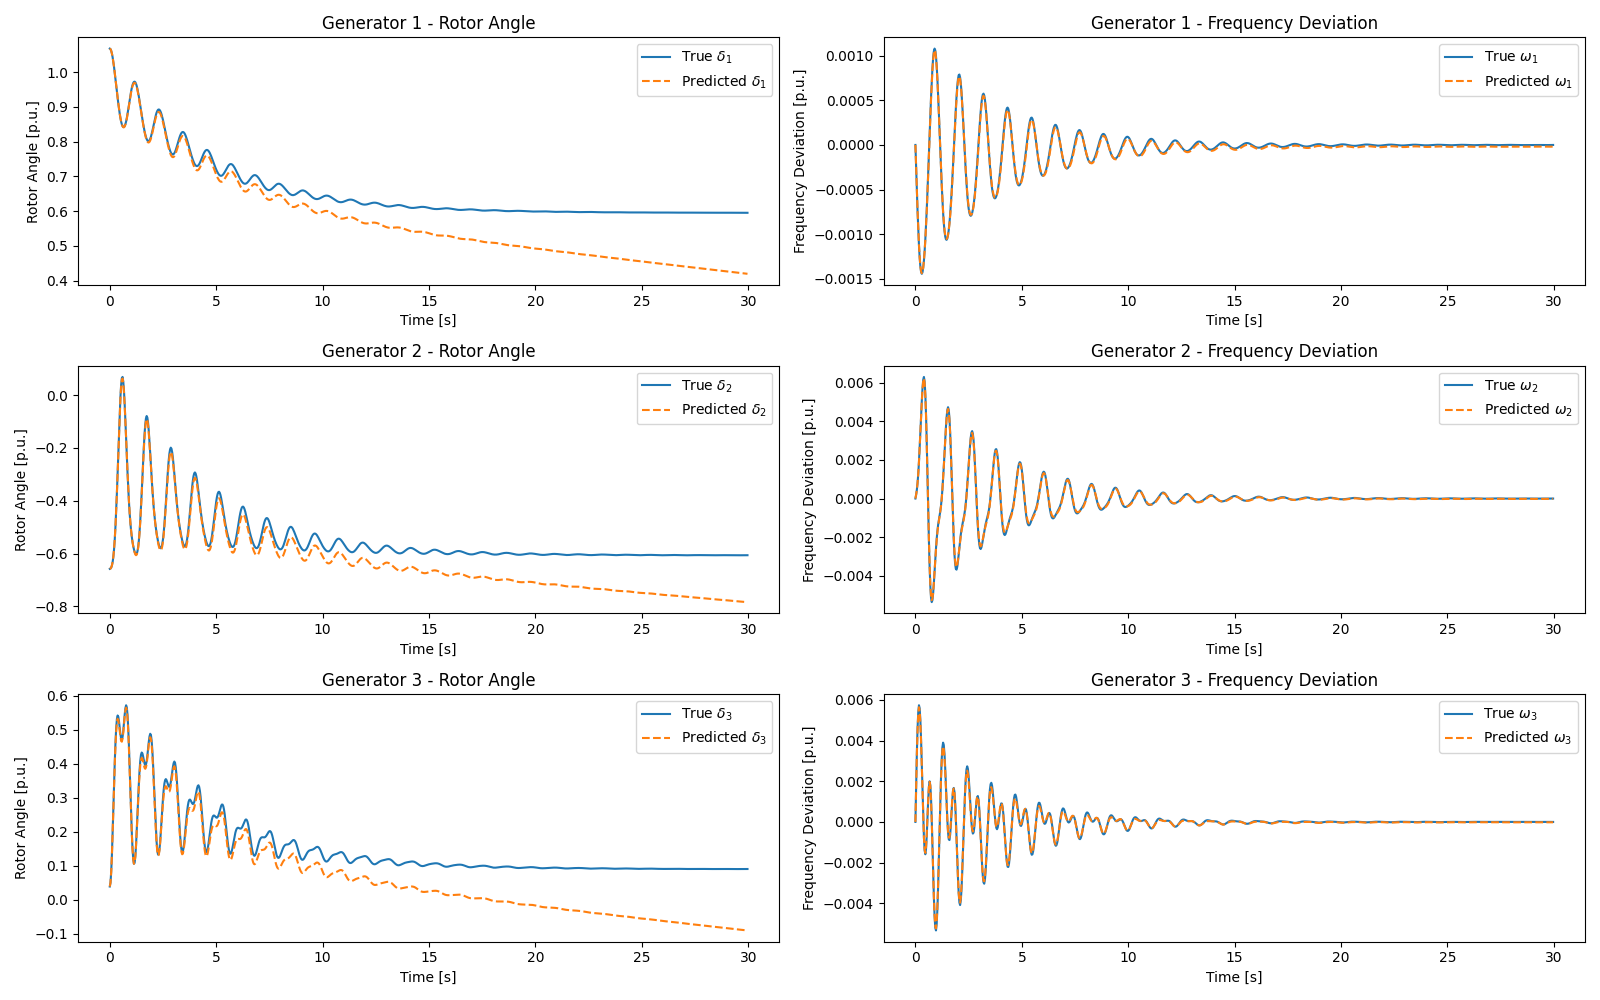 Generator 1 - Rotor Angle
Rotor Angle [p.u.]
1.0
0.9
0.8
0.7
0.6
0.5
0.4
True δ₁
Predicted δ₁
0 5 10 15 20 25 30
Time [s]
Generator 1 - Frequency Deviation
Frequency Deviation [p.u.]
0.0010
0.0005
0.0000
−0.0005
−0.0010
−0.0015
True ω₁
Predicted ω₁
0 5 10 15 20 25 30
Time [s]
Generator 2 - Rotor Angle
Rotor Angle [p.u.]
0.0
−0.2
−0.4
−0.6
−0.8
True δ₂
Predicted δ₂
0 5 10 15 20 25 30
Time [s]
Generator 2 - Frequency Deviation
Frequency Deviation [p.u.]
0.006
0.004
0.002
0.000
−0.002
−0.004
True ω₂
Predicted ω₂
0 5 10 15 20 25 30
Time [s]
Generator 3 - Rotor Angle
Rotor Angle [p.u.]
0.6
0.5
0.4
0.3
0.2
0.1
0.0
−0.1
True δ₃
Predicted δ₃
0 5 10 15 20 25 30
Time [s]
Generator 3 - Frequency Deviation
Frequency Deviation [p.u.]
0.006
0.004
0.002
0.000
−0.002
−0.004
True ω₃
Predicted ω₃
0 5 10 15 20 25 30
Time [s]